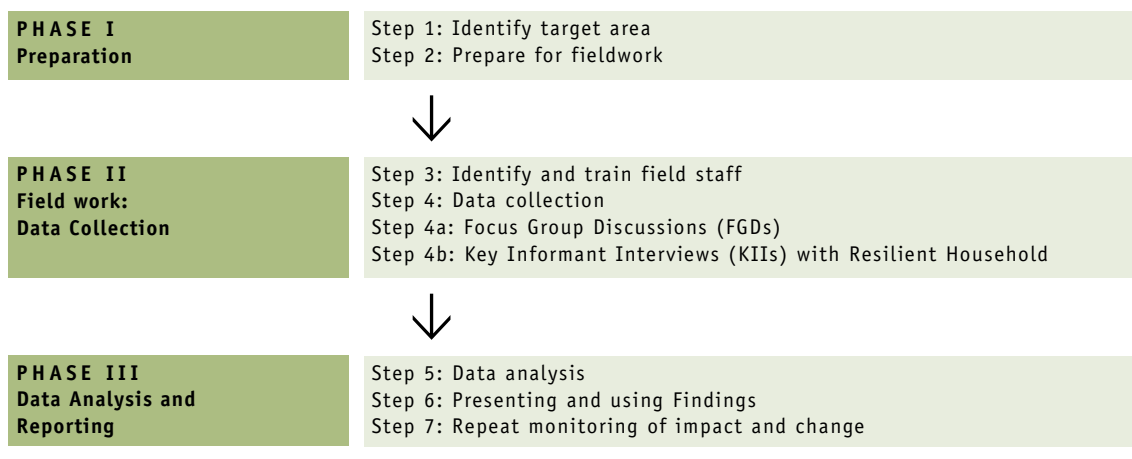 PHASE I
Preparation
Step 1: Identify target area
Step 2: Prepare for fieldwork
PHASE II
Field work:
Data Collection
Step 3: Identify and train field staff
Step 4: Data collection
Step 4a: Focus Group Discussions (FGDs)
Step 4b: Key Informant Interviews (KIIs) with Resilient Household
PHASE III
Data Analysis and
Reporting
Step 5: Data analysis
Step 6: Presenting and using Findings
Step 7: Repeat monitoring of impact and change